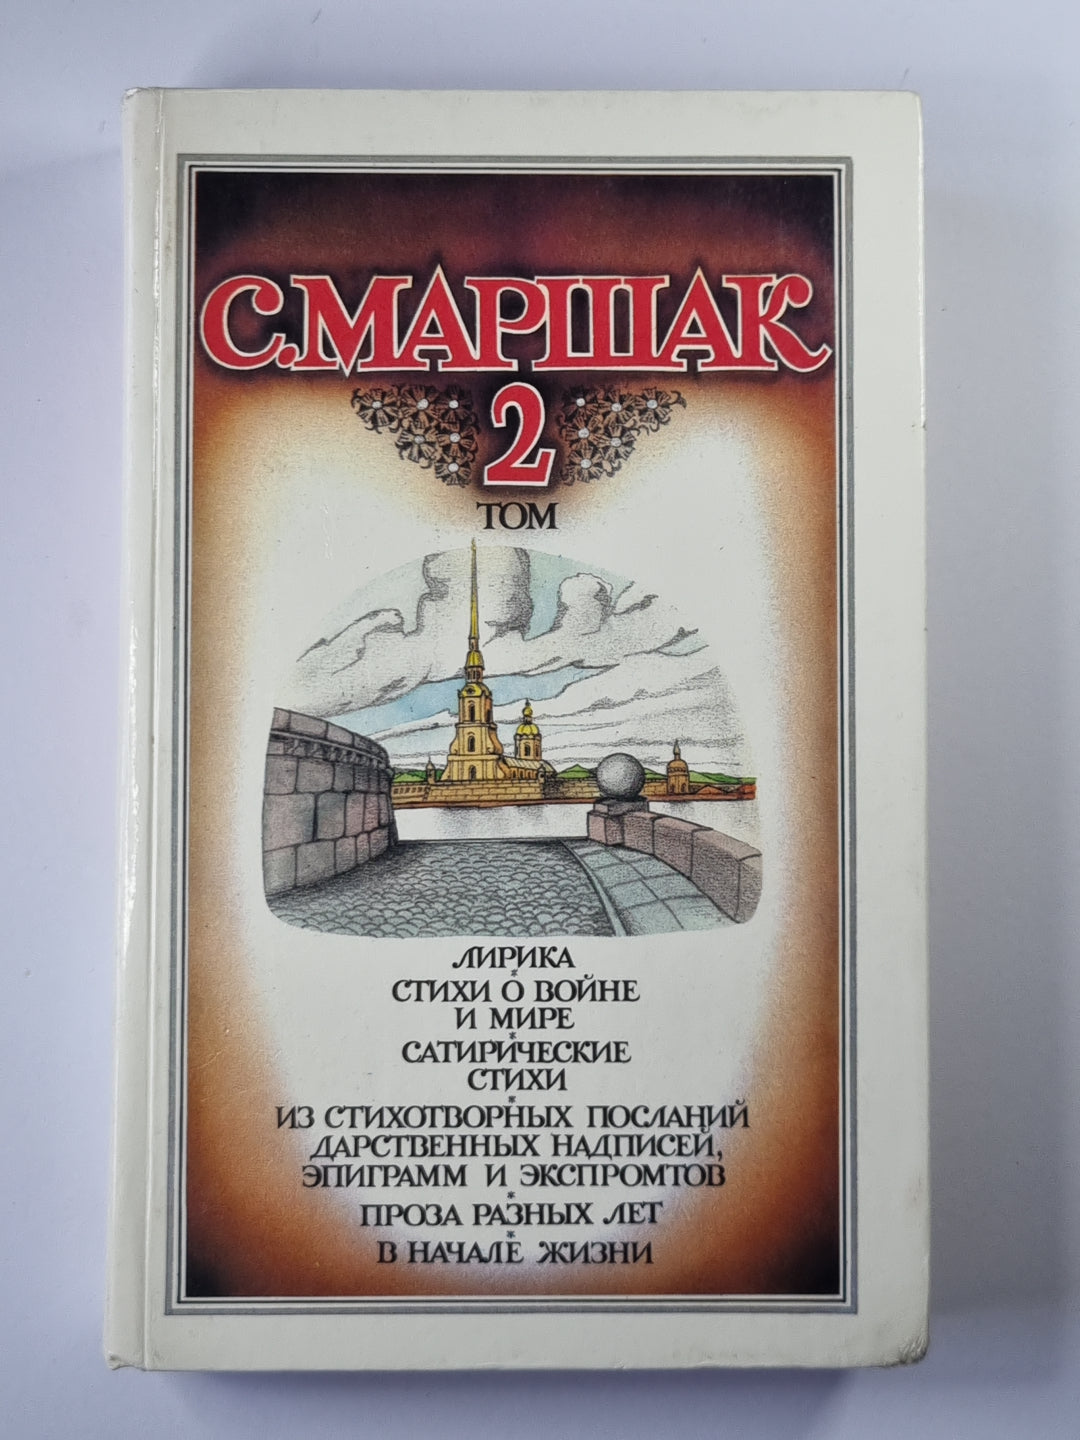 С. МАРШАК
2
ТОМ
ЛИРИКА
*
СТИХИ О ВОЙНЕ
И МИРЕ
*
САТИРИЧЕСКИЕ
СТИХИ
*
ИЗ СТИХОТВОРНЫХ ПОСЛАНИЙ
ДАРСТВЕННЫХ НАДПИСЕЙ,
ЭПИГРАММ И ЭКСПРОМТОВ
*
ПРОЗА РАЗНЫХ ЛЕТ
*
В НАЧАЛЕ ЖИЗНИ